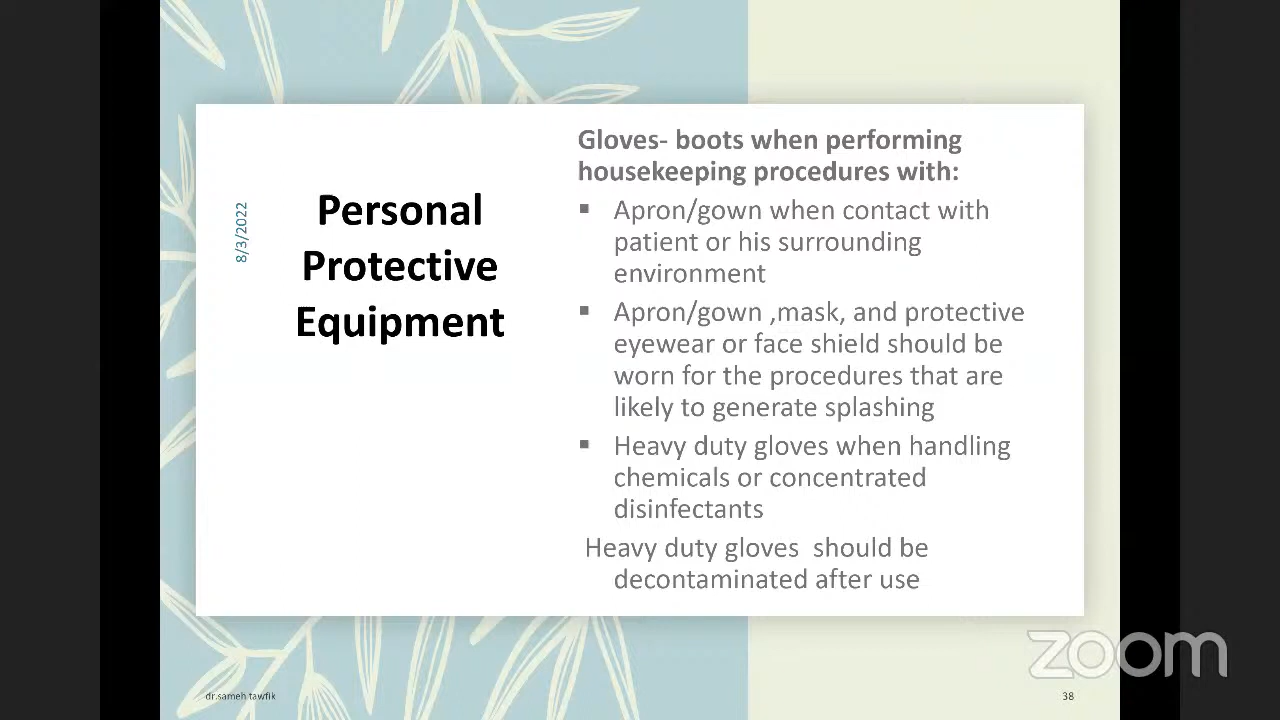 8/3/2022
Personal
Protective
Equipment
Gloves- boots when performing
housekeeping procedures with:
▪ Apron/gown when contact with
patient or his surrounding
environment
▪ Apron/gown ,mask, and protective
eyewear or face shield should be
worn for the procedures that are
likely to generate splashing
▪ Heavy duty gloves when handling
chemicals or concentrated
disinfectants
Heavy duty gloves should be
decontaminated after use
zoom
dr.sameh tawfik
38